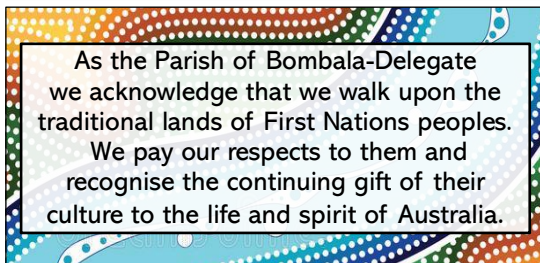 As the Parish of Bombala-Delegate
we acknowledge that we walk upon the
traditional lands of First Nations peoples.
We pay our respects to them and
recognise the continuing gift of their
culture to the life and spirit of Australia.